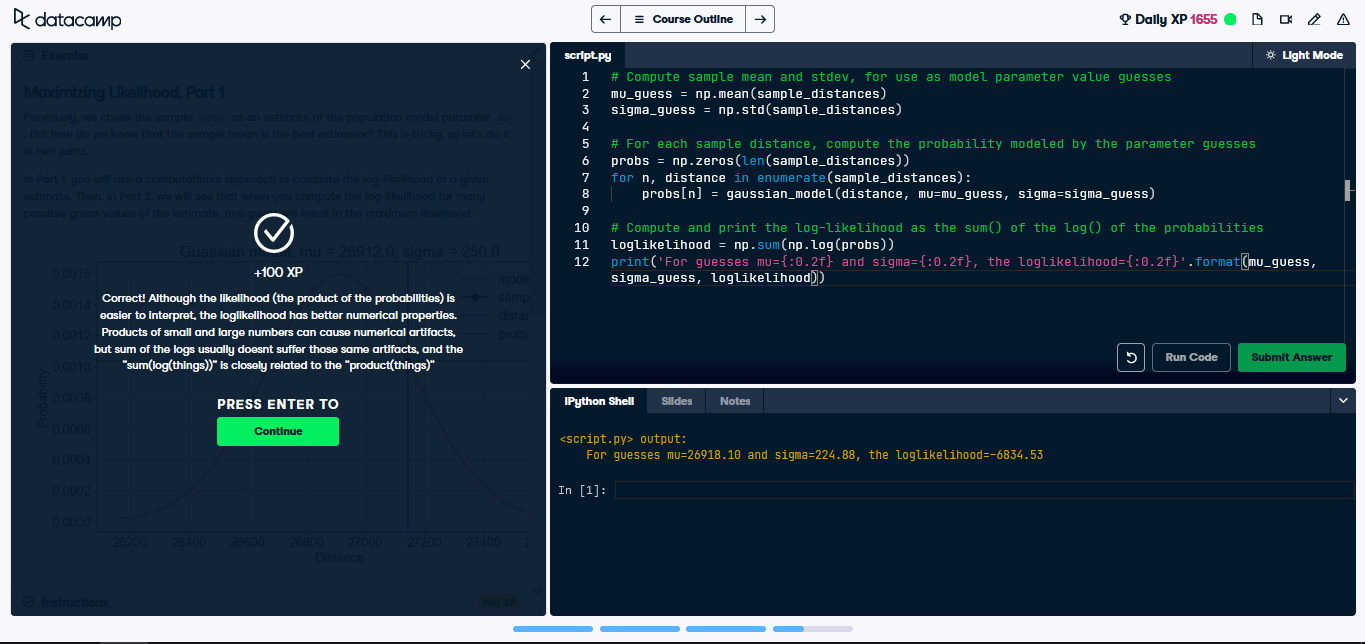 datacamp
Course Outline
Daily XP 1655
Exercise
Maximizing Likelihood, Part 1
Previously, we chose the sample mean as an estimate of the population model paramter mu
. But how do we know that the sample mean is the best estimator? This is tricky, so let's do it
in two parts.
In Part 1, you will use a computational approach to compute the log-likelihood of a given
estimate. Then, in Part 2, we will see that when you compute the log-likelihood for many
possible guess values of the estimate, one guess will result in the maximum likelihood.
+100 XP
Correct! Although the likelihood (the product of the probabilities) is
easier to interpret, the loglikelihood has better numerical properties.
Products of small and large numbers can cause numerical artifacts,
but sum of the logs usually doesnt suffer those same artifacts, and the
"sum(log(things))" is closely related to the "product(things)"
PRESS ENTER TO
Continue
Guassian model, mu = 26912.0, sigma = 250.0
0.0016
0.0014
0.0012
0.0010
0.0008
0.0006
0.0004
0.0002
0.0000
Probability
26200 26400 26600 26800 27000 27200 27400
Distance
Instructions
100 XP
script.py
Light Mode
1 # Compute sample mean and stdev, for use as model parameter value guesses
2 mu_guess = np.mean(sample_distances)
3 sigma_guess = np.std(sample_distances)
4
5 # For each sample distance, compute the probability modeled by the parameter guesses
6 probs = np.zeros(len(sample_distances))
7 for n, distance in enumerate(sample_distances):
8 probs[n] = gaussian_model(distance, mu=mu_guess, sigma=sigma_guess)
9
10 # Compute and print the log-likelihood as the sum() of the log() of the probabilities
11 loglikelihood = np.sum(np.log(probs))
12 print('For guesses mu={:0.2f} and sigma={:0.2f}, the loglikelihood={:0.2f}'.format(mu_guess,
sigma_guess, loglikelihood))
Run Code
Submit Answer
IPython Shell
Slides
Notes
<script.py> output:
For guesses mu=26918.10 and sigma=224.88, the loglikelihood=-6834.53
In [1]: